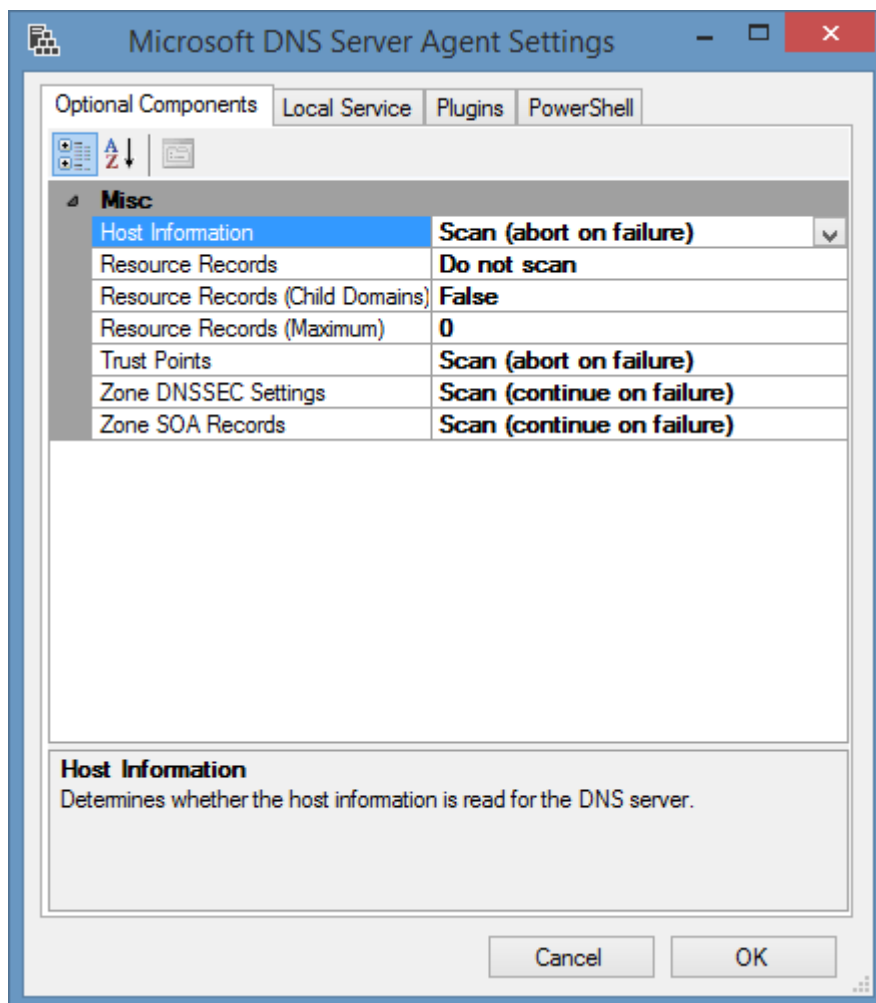 Microsoft DNS Server Agent Settings
Optional Components Local Service Plugins PowerShell
Misc
Host Information Scan (abort on failure)
Resource Records Do not scan
Resource Records (Child Domains) False
Resource Records (Maximum) 0
Trust Points Scan (abort on failure)
Zone DNSSEC Settings Scan (continue on failure)
Zone SOA Records Scan (continue on failure)
Host Information
Determines whether the host information is read for the DNS server.
Cancel OK